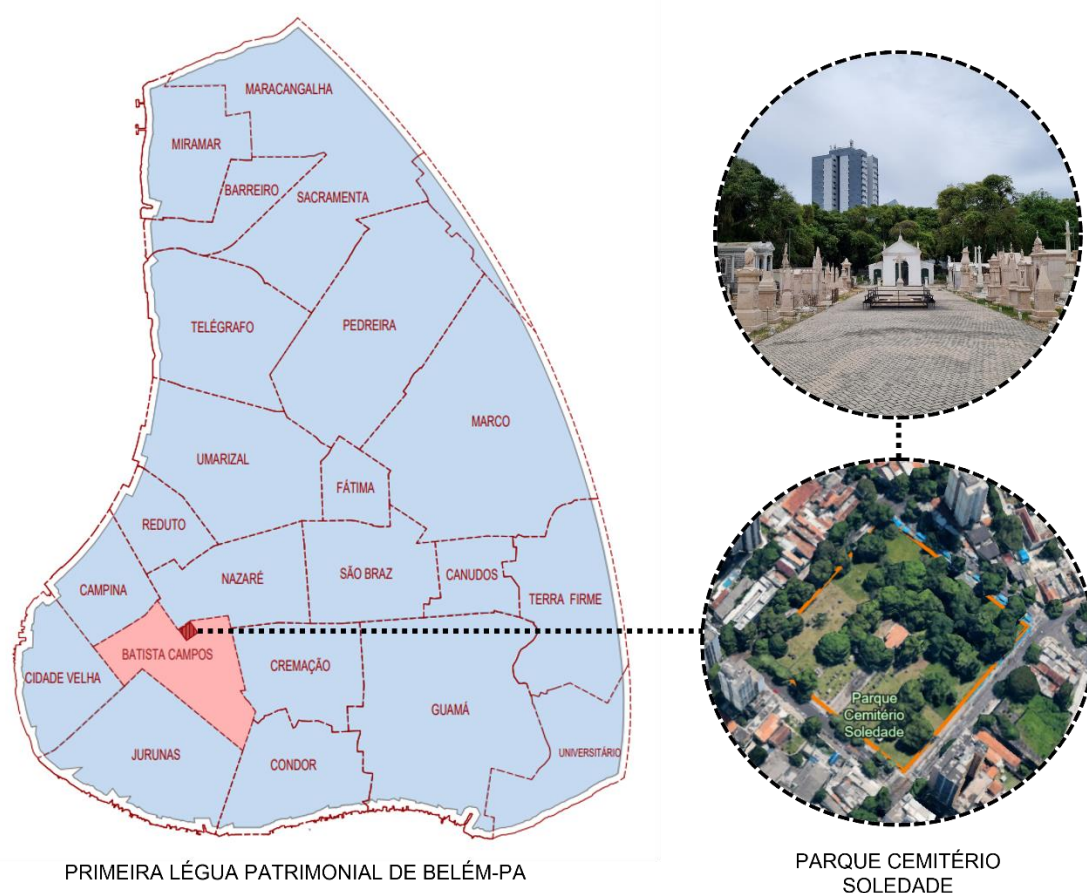 MARACANGALHA
MIRAMAR
BARREIRO
SACRAMENTA
TELÉGRAFO
PEDREIRA
MARCO
UMARIZAL
FÁTIMA
REDUTO
NAZARÉ
SÃO BRAZ
CANUDOS
CAMPINA
TERRA FIRME
BATISTA CAMPOS
CREMAÇÃO
CIDADE VELHA
GUAMÁ
JURUNAS
CONDOR
UNIVERSITÁRIO
PRIMEIRA LÉGUA PATRIMONIAL DE BELÉM-PA
Parque
Cemitério
Soledade
PARQUE CEMITÉRIO
SOLEDADE